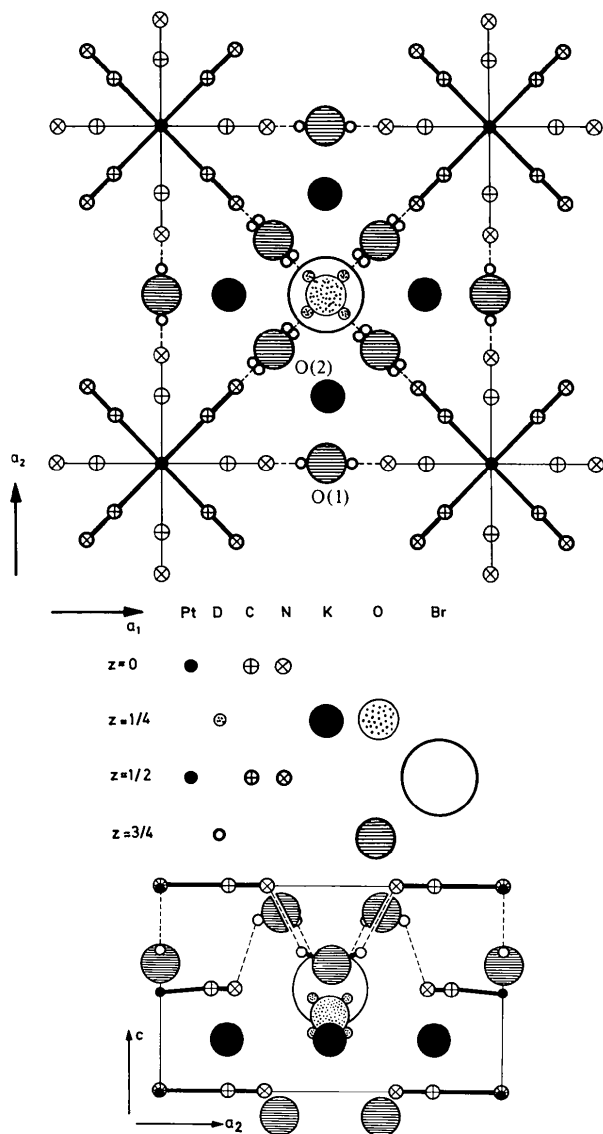 O(2)
a₂
O(1)
a₁
Pt D C N K O Br
z=0
z=1/4
z=1/2
z=3/4
c
a₂